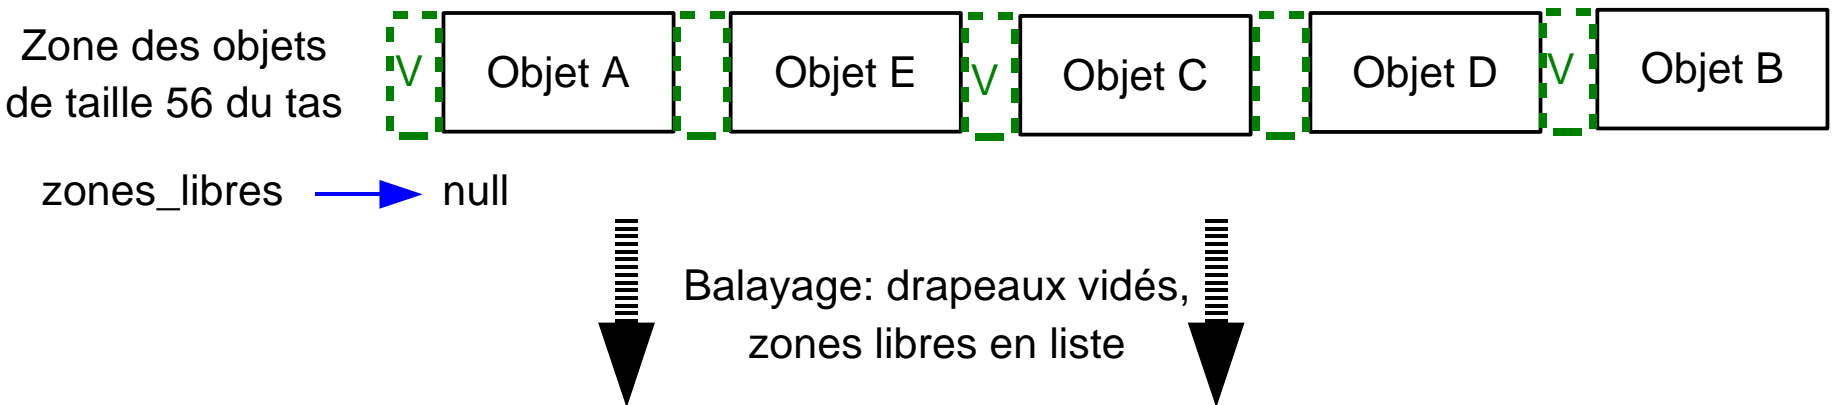 Zone des objets
de taille 56 du tas
V Objet A Objet E V Objet C Objet D V Objet B
zones_libres null
Balayage: drapeaux vidés,
zones libres en liste